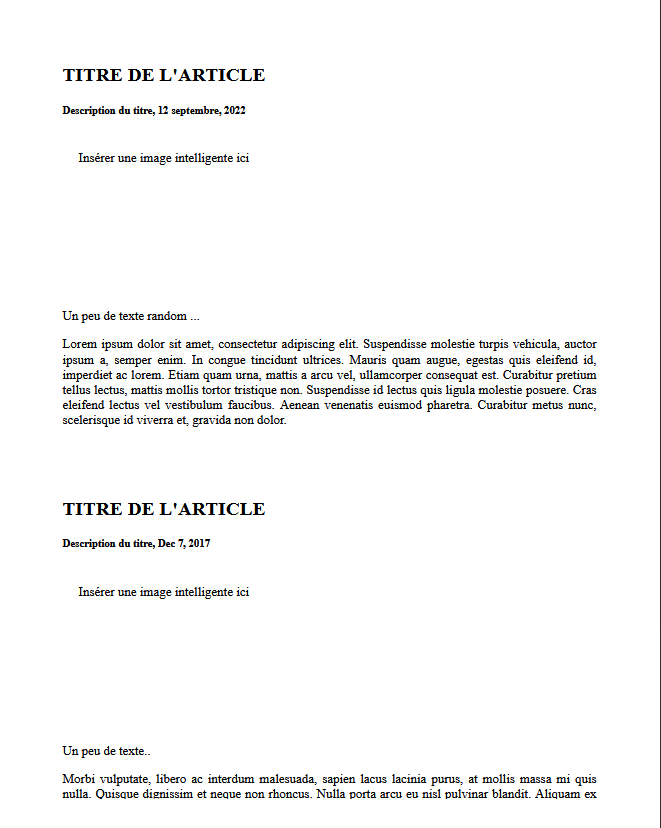 TITRE DE L'ARTICLE
Description du titre, 12 septembre, 2022
Insérer une image intelligente ici
Un peu de texte random ...
Lorem ipsum dolor sit amet, consectetur adipiscing elit. Suspendisse molestie turpis vehicula, auctor
ipsum a, semper enim. In congue tincidunt ultrices. Mauris quam augue, egestas quis eleifend id,
imperdiet ac lorem. Etiam quam urna, mattis a arcu vel, ullamcorper consequat est. Curabitur pretium
tellus lectus, mattis mollis tortor tristique non. Suspendisse id lectus quis ligula molestie posuere. Cras
eleifend lectus vel vestibulum faucibus. Aenean venenatis euismod pharetra. Curabitur metus nunc,
scelerisque id viverra et, gravida non dolor.
TITRE DE L'ARTICLE
Description du titre, Dec 7, 2017
Insérer une image intelligente ici
Un peu de texte..
Morbi vulputate, libero ac interdum malesuada, sapien lacus lacinia purus, at mollis massa mi quis
nulla. Quisque dignissim et neque non rhoncus. Nulla porta arcu eu nisl pulvinar blandit. Aliquam ex